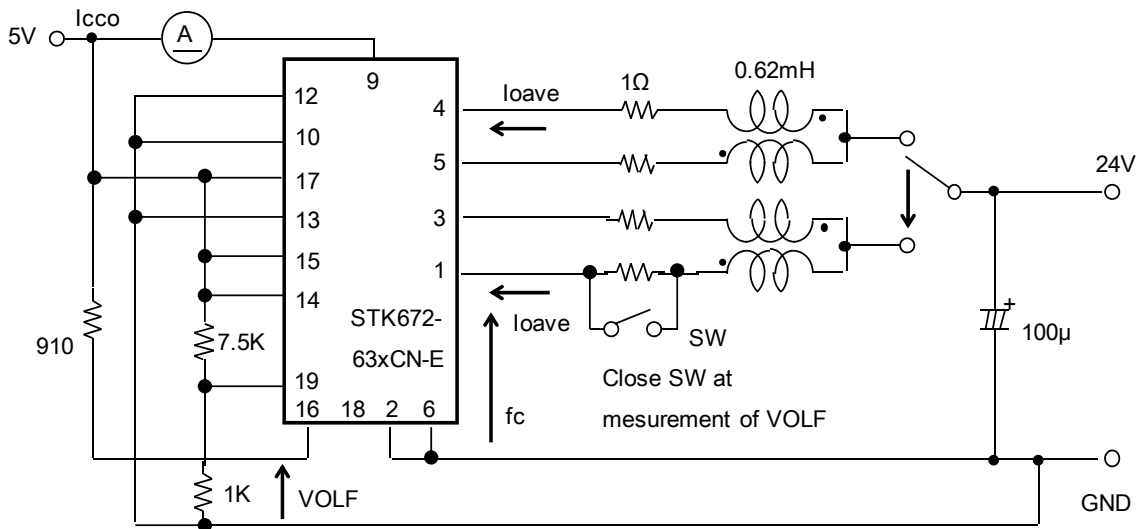 Icco
5V
A
9
12
10
17
13
15
14
19
16
18
2
6
4
5
3
1
STK672-
63xCN-E
Ioave
1Ω
0.62mH
24V
Ioave
SW
Close SW at
mesurement of VOLF
fc
100µ
+
910
7.5K
1K
VOLF
GND